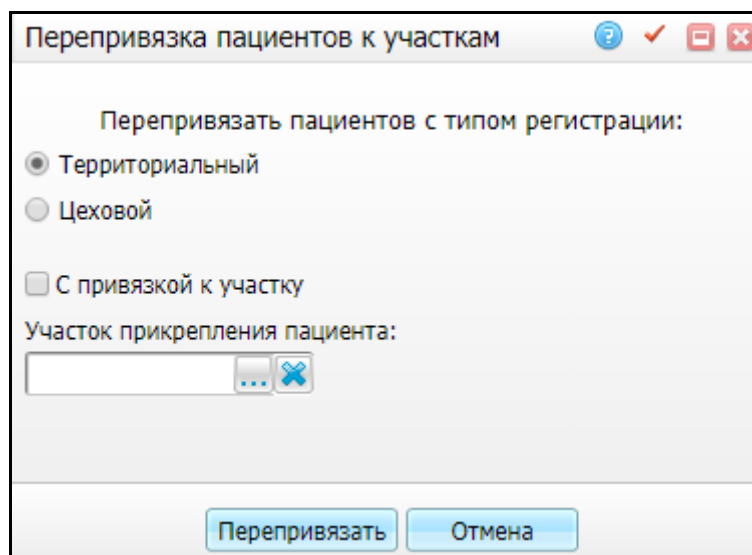 Перепривязка пациентов к участкам
Перепривязать пациентов с типом регистрации:
Территориальный
Цеховой
С привязкой к участку
Участок прикрепления пациента:
...
Перепривязать Отмена